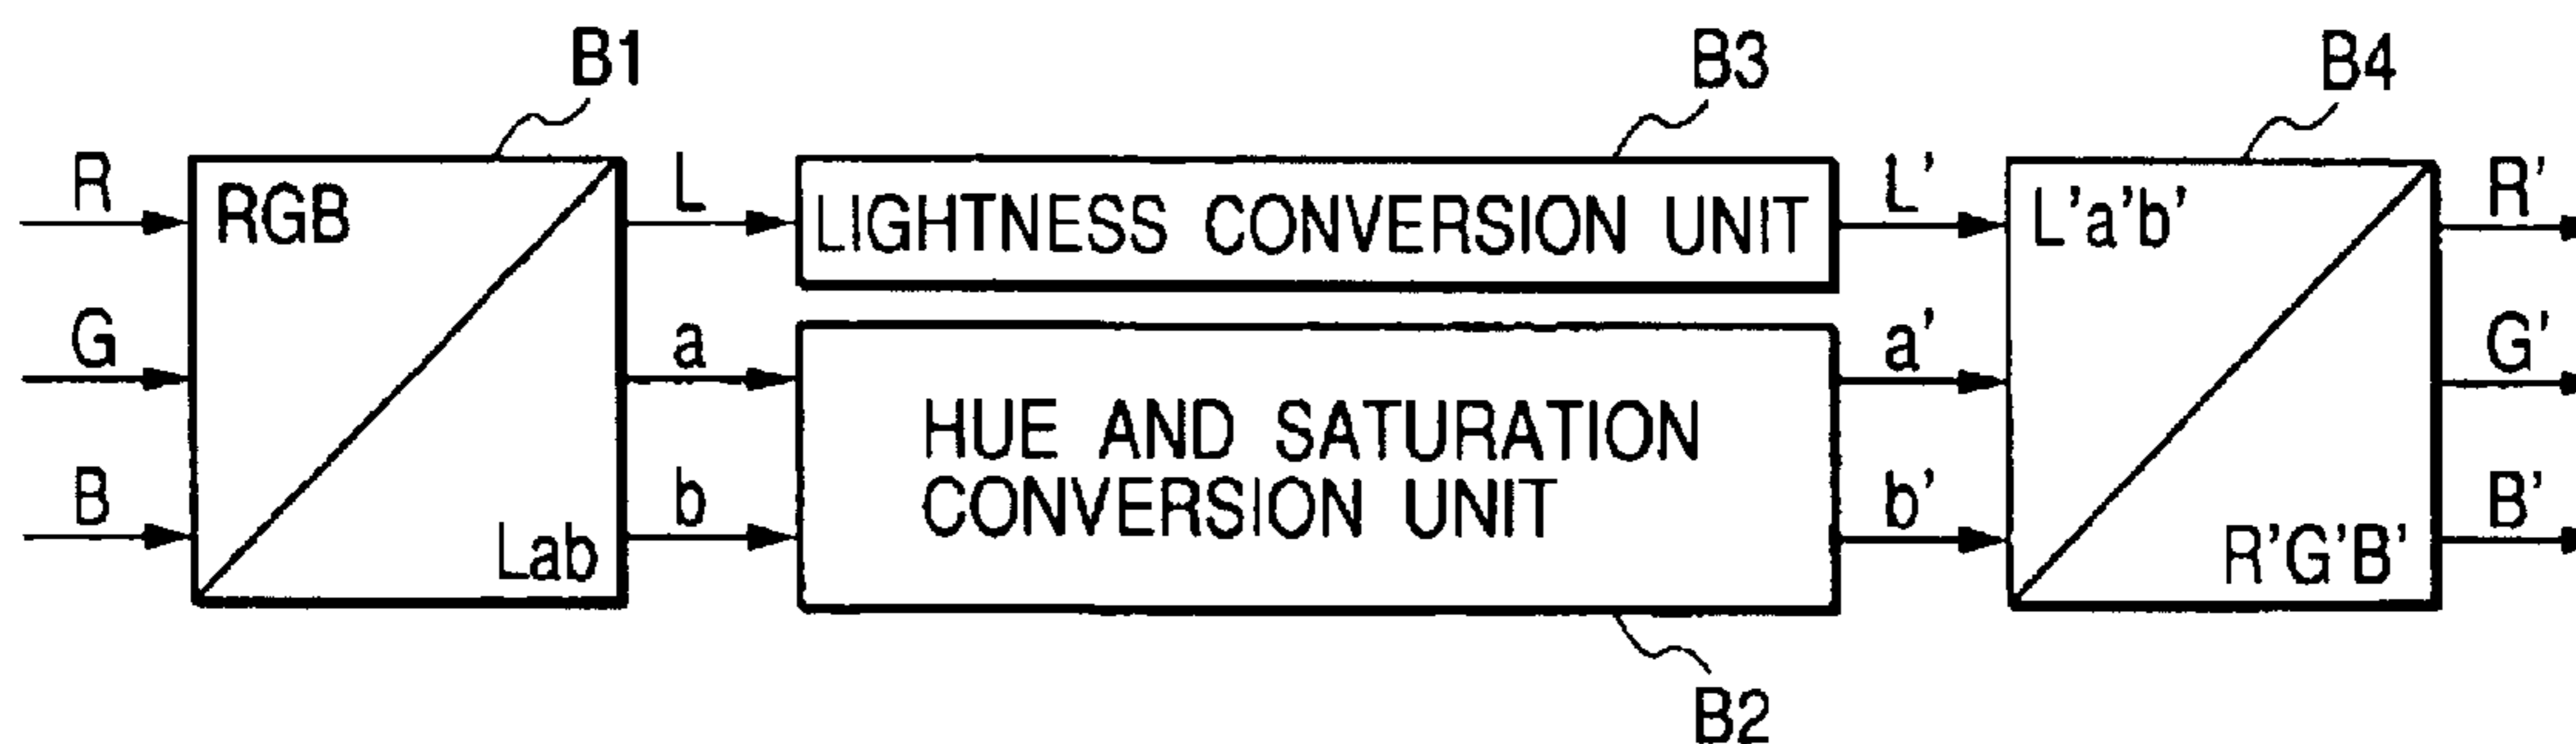 B1
B3
B4
R
RGB
L
LIGHTNESS CONVERSION UNIT
L'
L'a'b'
R'
G
a
a'
G'
HUE AND SATURATION
CONVERSION UNIT
B
Lab
b
b'
R'G'B'
B'
B2